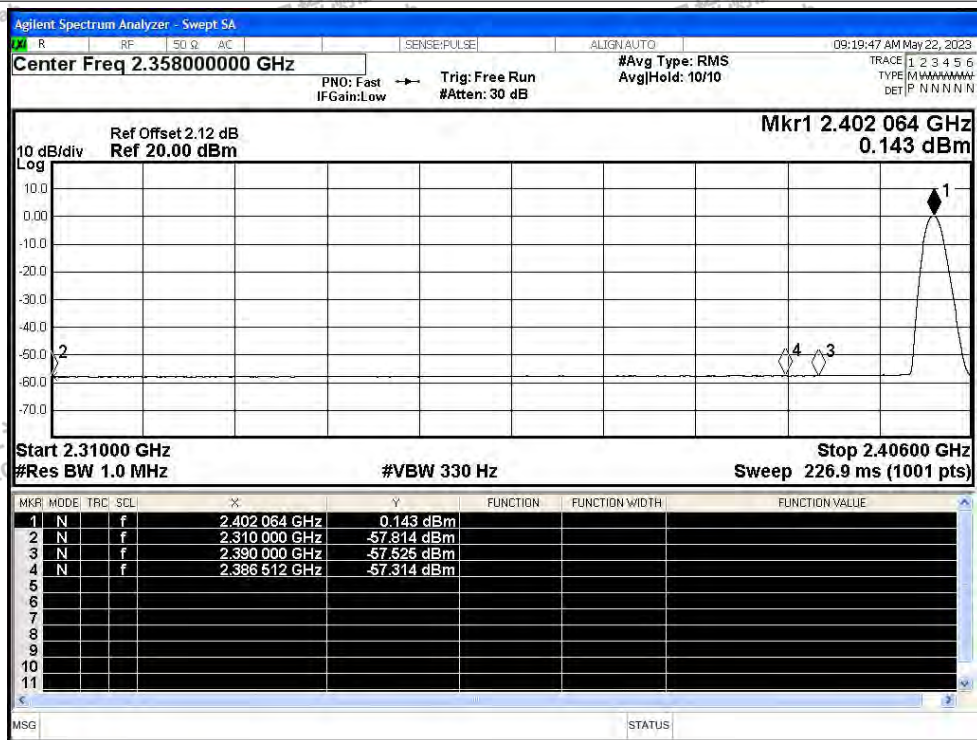 Agilent Spectrum Analyzer - Swept SA
LXI R RF 50 Ω AC SENSE:PULSE ALIGN AUTO 09:19:47 AM May 22, 2023
Center Freq 2.358000000 GHz
PNO: Fast Trig: Free Run
IFGain:Low #Atten: 30 dB
#Avg Type: RMS
Avg|Hold: 10/10
TRACE 1 2 3 4 5 6
TYPE M WWWWW
DET P N N N N N
Ref Offset 2.12 dB
10 dB/div Ref 20.00 dBm
Log
Mkr1 2.402 064 GHz
0.143 dBm
10.0
0.00
-10.0
-20.0
-30.0
-40.0
-50.0
-60.0
-70.0
1
2
4
3
Start 2.31000 GHz Stop 2.40600 GHz
#Res BW 1.0 MHz #VBW 330 Hz Sweep 226.9 ms (1001 pts)
MKR MODE TRC SCL X Y FUNCTION FUNCTION WIDTH FUNCTION VALUE
1 N f 2.402 064 GHz 0.143 dBm
2 N f 2.310 000 GHz -57.814 dBm
3 N f 2.390 000 GHz -57.525 dBm
4 N f 2.386 512 GHz -57.314 dBm
5
6
7
8
9
10
11
MSG STATUS